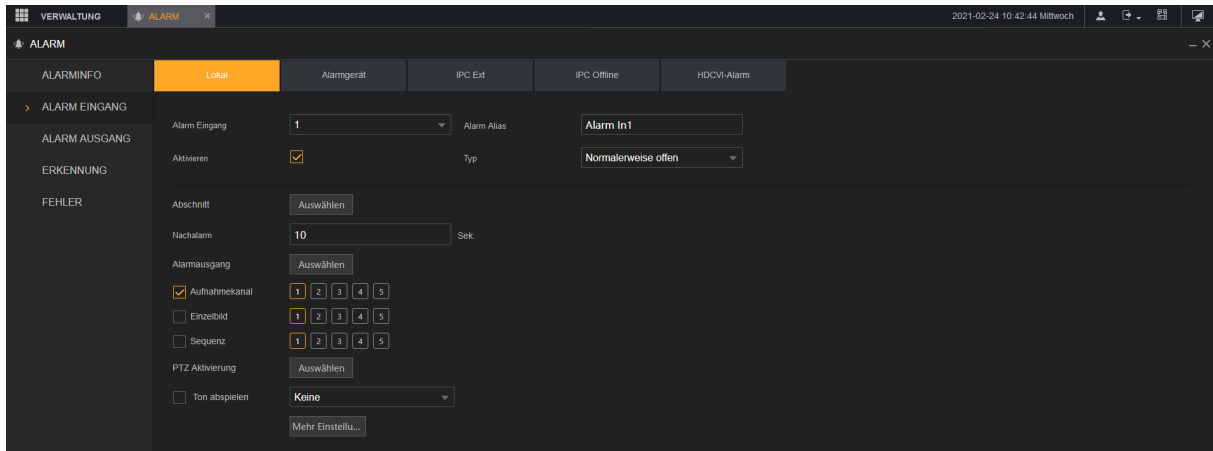 VERWALTUNG ALARM × 2021-02-24 10:42:44 Mittwoch
ALARM
ALARMINFO Lokal Alarmgerät IPC Ext IPC Offline HDCVI-Alarm
ALARM EINGANG
ALARM AUSGANG
ERKENNUNG
FEHLER
Alarm Eingang 1 Alarm Alias Alarm In1
Aktivieren Typ Normalerweise offen
Abschnitt Auswählen
Nachalarm 10 Sek.
Alarmausgang Auswählen
Aufnahmekanal 1 2 3 4 5
Einzelbild 1 2 3 4 5
Sequenz 1 2 3 4 5
PTZ Aktivierung Auswählen
Ton abspielen Keine
Mehr Einstellu...